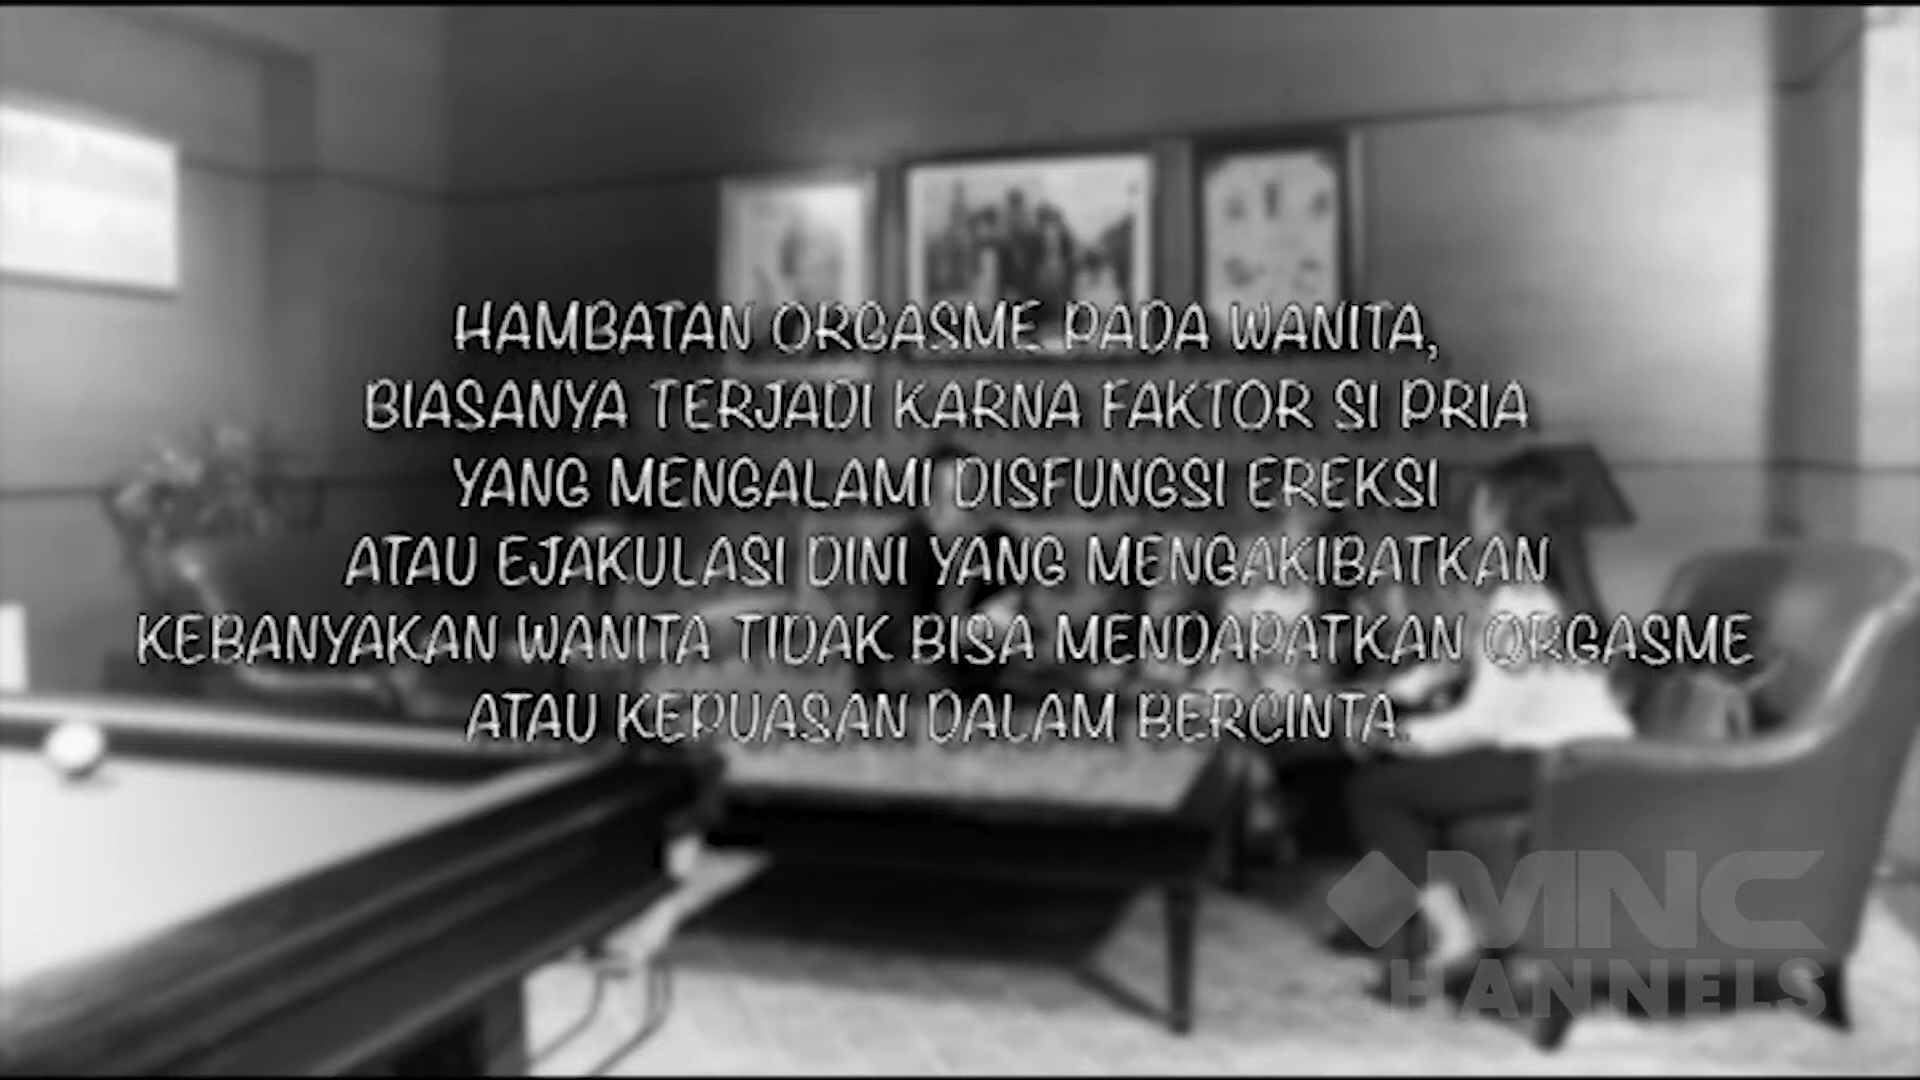 HAMBATAN ORGASME PADA WANITA,
BIASANYA TERJADI KARNA FAKTOR SI PRIA
YANG MENGALAMI DISFUNGSI EREKSI
ATAU EJAKULASI DINI YANG MENGAKIBATKAN
KEBANYAKAN WANITA TIDAK BISA MENDAPATKAN ORGASME
ATAU KEPUASAN DALAM BERCINTA.
MNC
CHANNELS